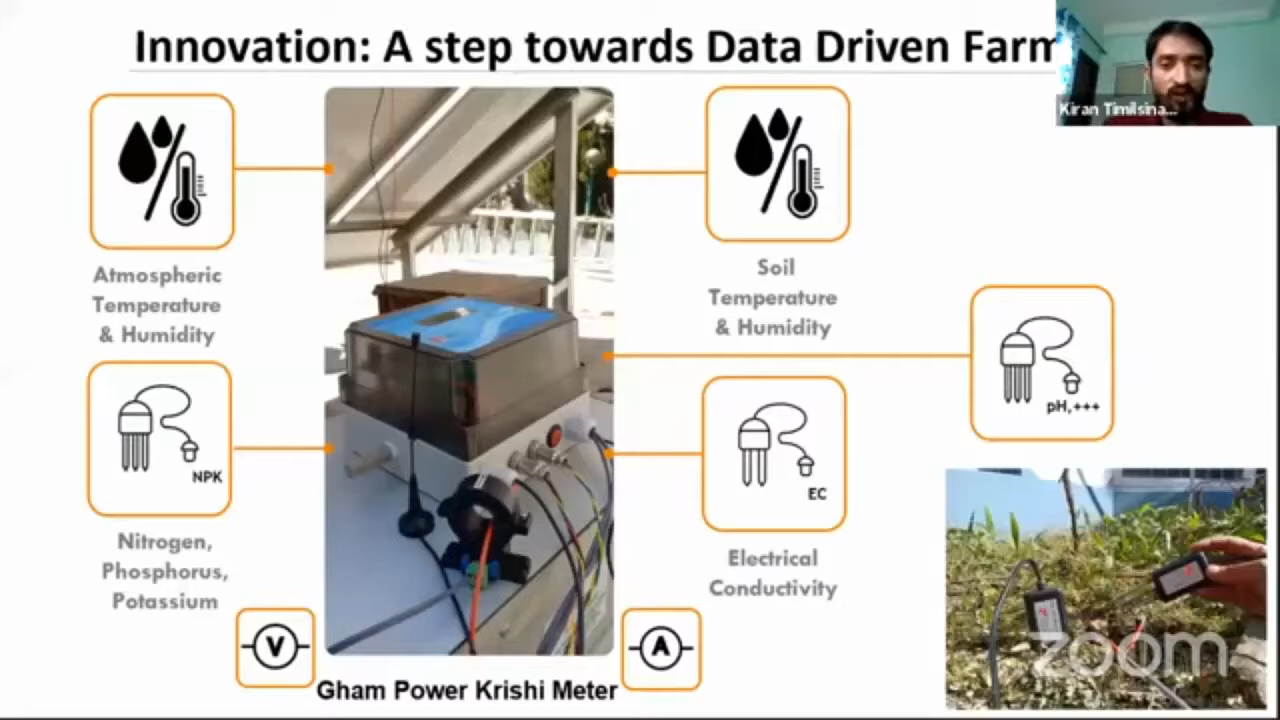 Innovation: A step towards Data Driven Farm
Kiran Timilsina...
Atmospheric
Temperature
& Humidity
Soil
Temperature
& Humidity
pH,+++
NPK
Nitrogen,
Phosphorus,
Potassium
EC
Electrical
Conductivity
V
A
Gham Power Krishi Meter
zoom